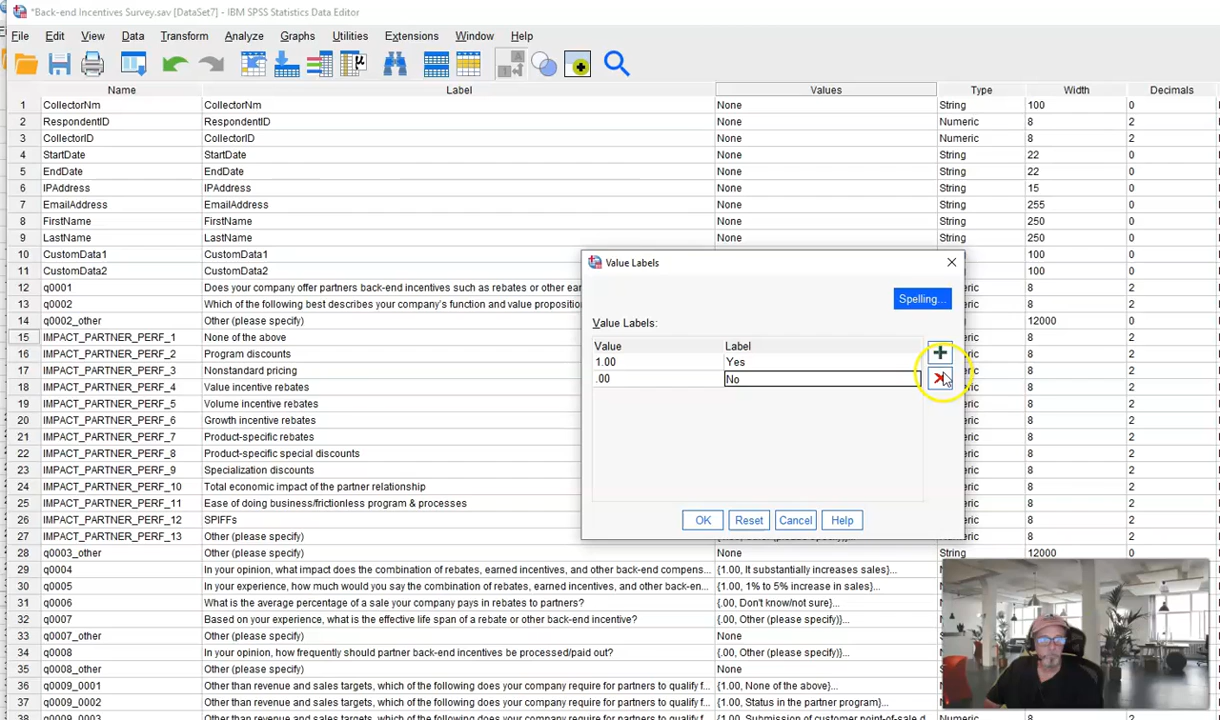 *Back-end Incentives Survey.sav [DataSet7] - IBM SPSS Statistics Data Editor
File Edit View Data Transform Analyze Graphs Utilities Extensions Window Help
Name Label Values Type Width Decimals
1 CollectorNm CollectorNm None String 100 0
2 RespondentID RespondentID None Numeric 8 2
3 CollectorID CollectorID None Numeric 8 2
4 StartDate StartDate None String 22 0
5 EndDate EndDate None String 22 0
6 IPAddress IPAddress None String 15 0
7 EmailAddress EmailAddress None String 255 0
8 FirstName FirstName None String 250 0
9 LastName LastName None String 250 0
10 CustomData1 CustomData1 100 0
11 CustomData2 CustomData2 100 0
12 q0001 Does your company offer partners back-end incentives such as rebates or other ear 8 2
13 q0002 Which of the following best describes your company's function and value propositio 8 2
14 q0002_other Other (please specify) 12000 0
15 IMPACT_PARTNER_PERF_1 None of the above eric 8 2
16 IMPACT_PARTNER_PERF_2 Program discounts eric 8 2
17 IMPACT_PARTNER_PERF_3 Nonstandard pricing eric 8 2
18 IMPACT_PARTNER_PERF_4 Value incentive rebates eric 8 2
19 IMPACT_PARTNER_PERF_5 Volume incentive rebates eric 8 2
20 IMPACT_PARTNER_PERF_6 Growth incentive rebates eric 8 2
21 IMPACT_PARTNER_PERF_7 Product-specific rebates eric 8 2
22 IMPACT_PARTNER_PERF_8 Product-specific special discounts eric 8 2
23 IMPACT_PARTNER_PERF_9 Specialization discounts eric 8 2
24 IMPACT_PARTNER_PERF_10 Total economic impact of the partner relationship eric 8 2
25 IMPACT_PARTNER_PERF_11 Ease of doing business/frictionless program & processes eric 8 2
26 IMPACT_PARTNER_PERF_12 SPIFFs eric 8 2
27 IMPACT_PARTNER_PERF_13 Other (please specify) eric 8 2
28 q0003_other Other (please specify) None String 12000 0
29 q0004 In your opinion, what impact does the combination of rebates, earned incentives, and other back-end compens... {1.00, It substantially increases sales}...
30 q0005 In your experience, how much would you say the combination of rebates, earned incentives, and other back-en... {1.00, 1% to 5% increase in sales}...
31 q0006 What is the average percentage of a sale your company pays in rebates to partners? {.00, Don't know/not sure}...
32 q0007 Based on your experience, what is the effective life span of a rebate or other back-end incentive? {.00, Other (please specify)}...
33 q0007_other Other (please specify) None
34 q0008 In your opinion, how frequently should partner back-end incentives be processed/paid out? {.00, Other (please specify)}...
35 q0008_other Other (please specify) None
36 q0009_0001 Other than revenue and sales targets, which of the following does your company require for partners to qualify f... {1.00, None of the above}...
37 q0009_0002 Other than revenue and sales targets, which of the following does your company require for partners to qualify f... {1.00, Status in the partner program}...
Value Labels
Spelling...
Value Labels:
Value Label
1.00 Yes
.00 No
OK Reset Cancel Help